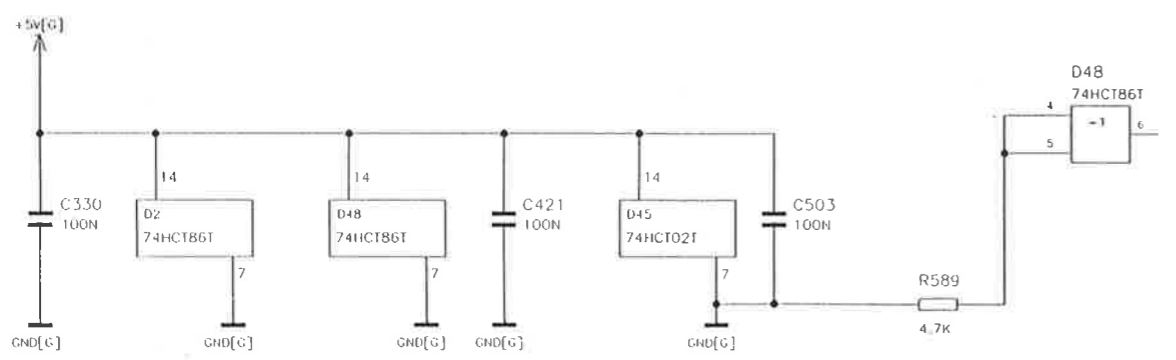 +5V[G]
D48
74HCT86T
4
=1
6
5
14
14
14
C330
100N
D2
74HCT86T
D48
74HCT86T
C421
100N
D45
74HCT02T
C503
100N
7
7
7
R589
4.7K
GND[G]
GND[G]
GND[G]
GND[G]
GND[G]